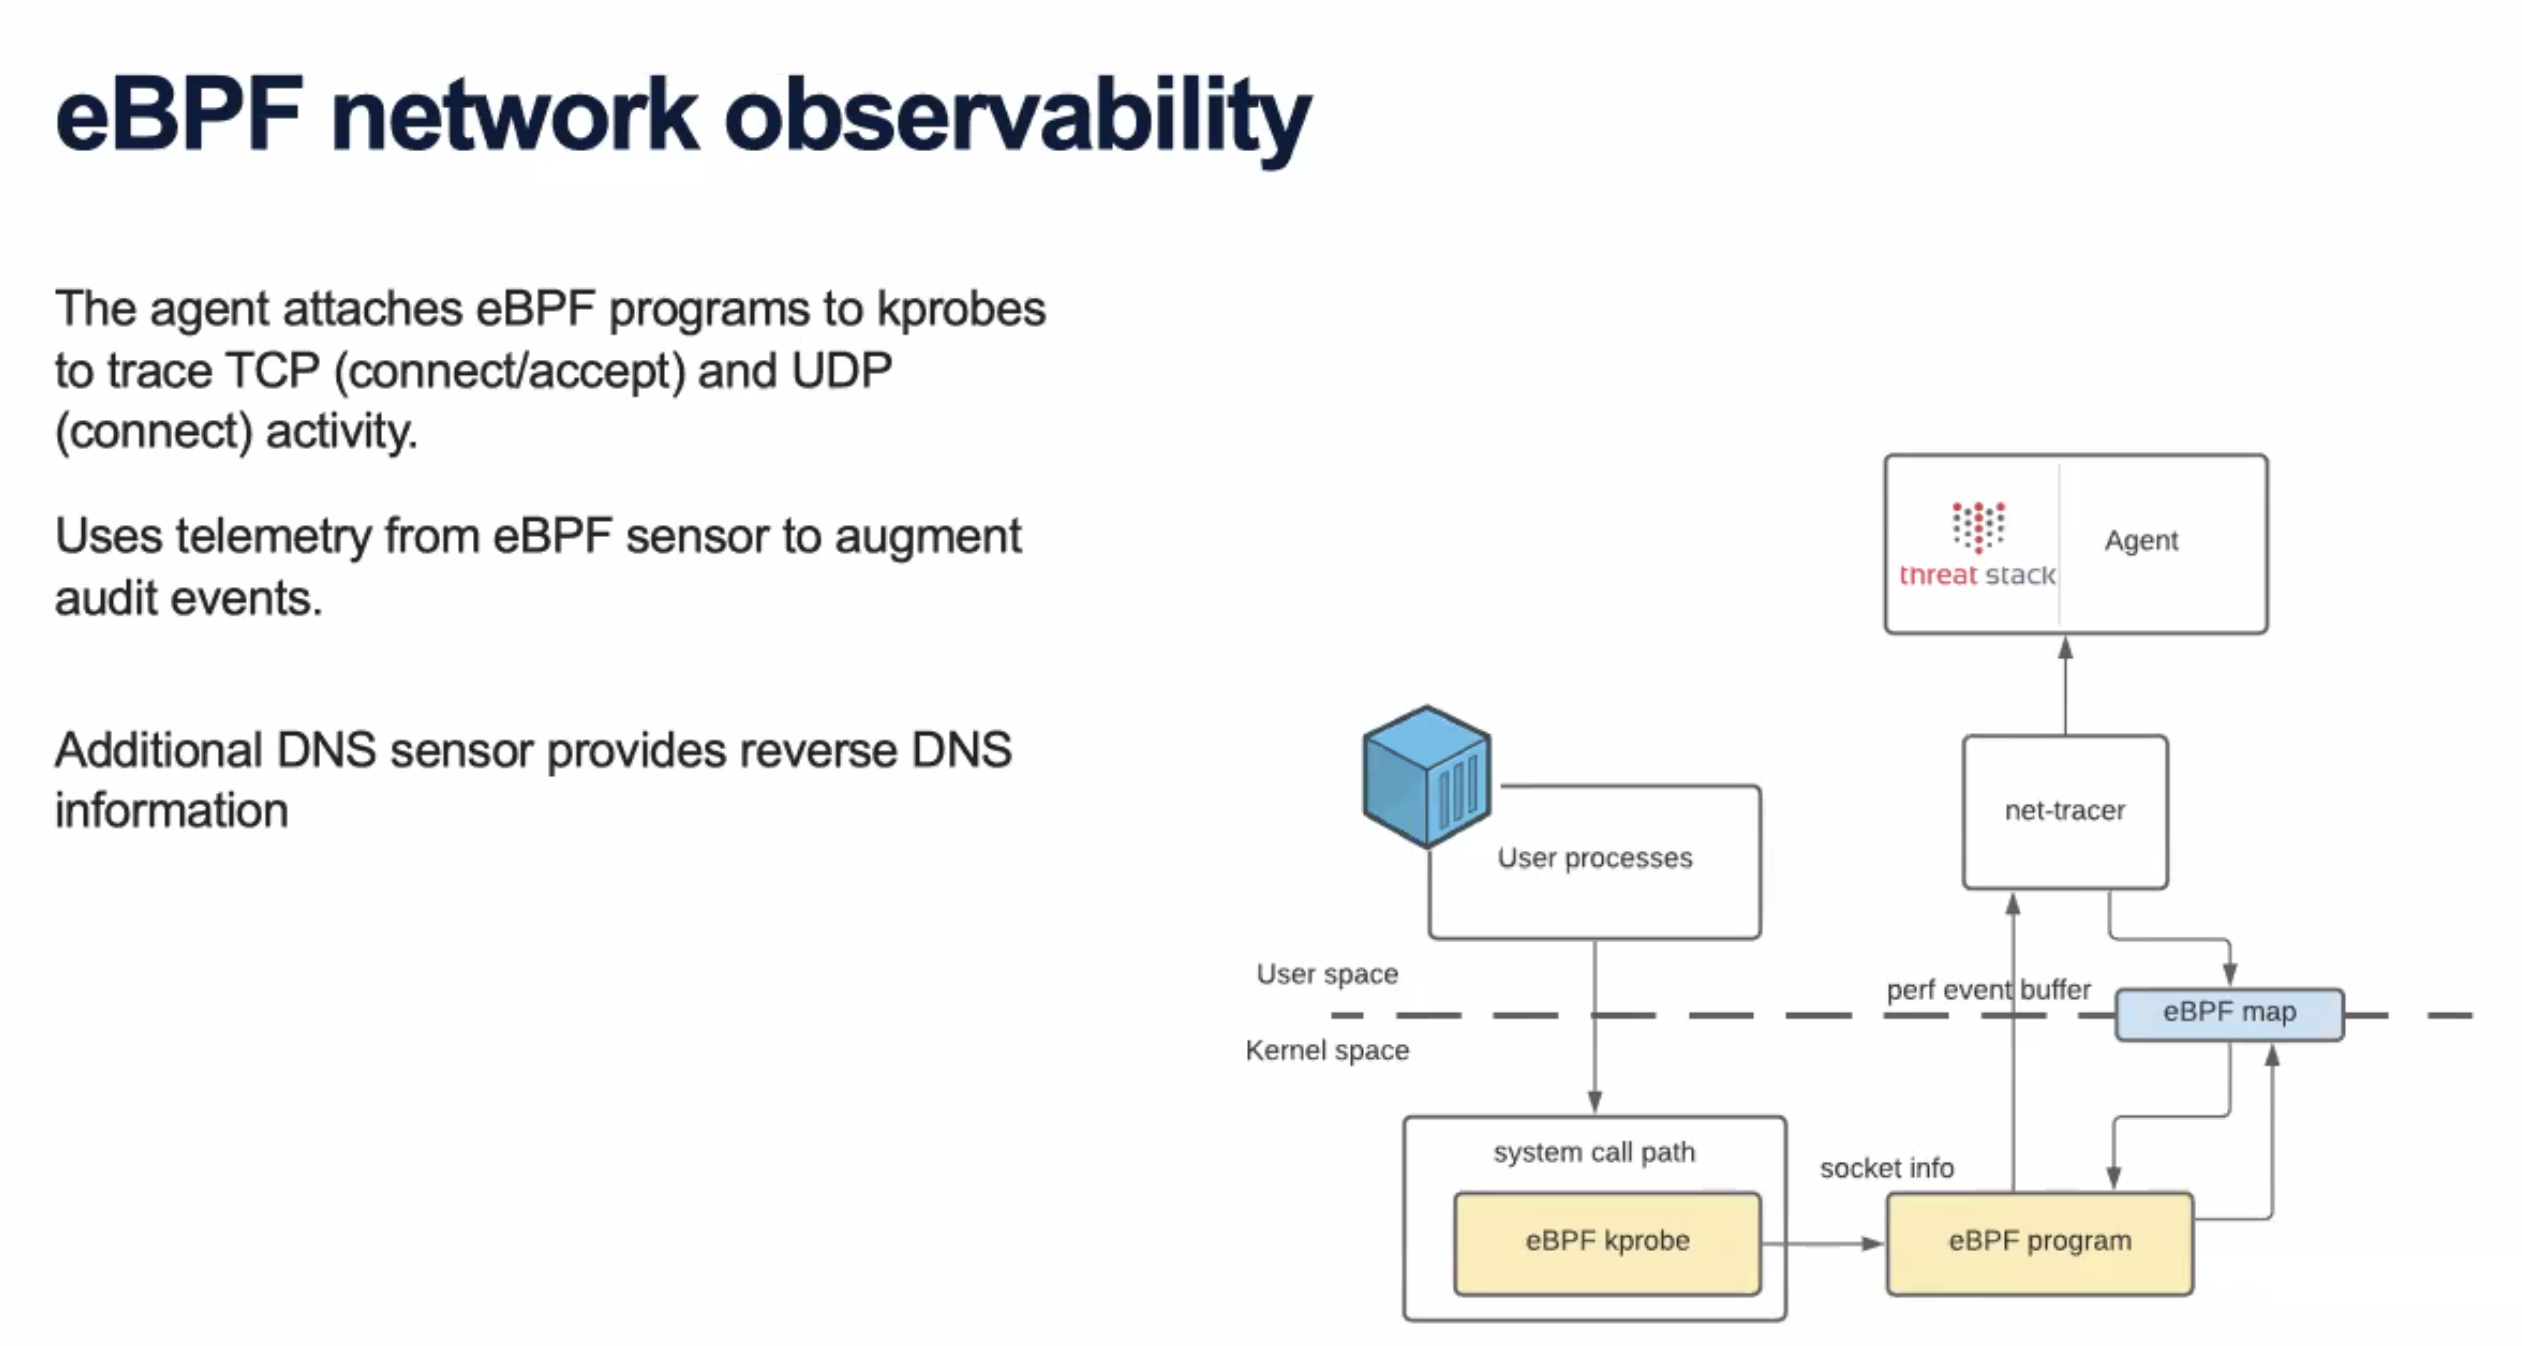 eBPF network observability
The agent attaches eBPF programs to kprobes
to trace TCP (connect/accept) and UDP
(connect) activity.
Uses telemetry from eBPF sensor to augment
audit events.
Additional DNS sensor provides reverse DNS
information
threat stack
Agent
net-tracer
User processes
User space
perf event buffer
eBPF map
Kernel space
system call path
socket info
eBPF kprobe
eBPF program